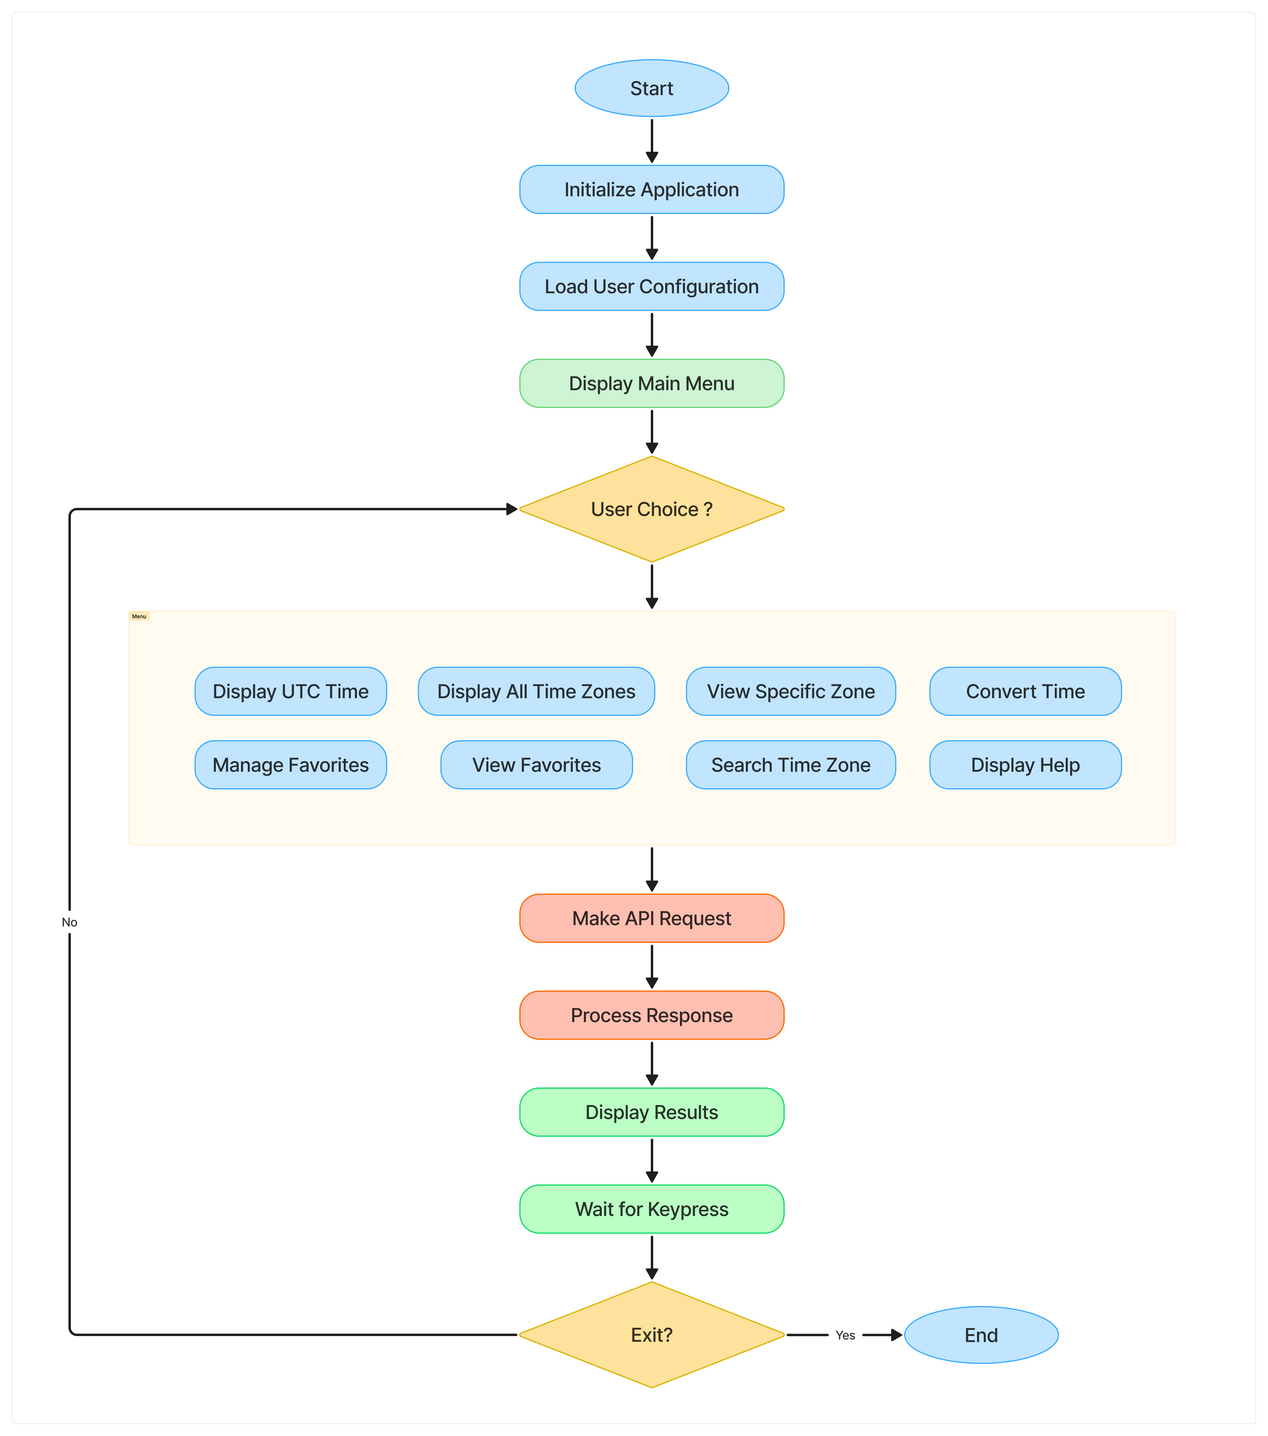 Start
Initialize Application
Load User Configuration
Display Main Menu
User Choice ?
Menu
Display UTC Time
Display All Time Zones
View Specific Zone
Convert Time
Manage Favorites
View Favorites
Search Time Zone
Display Help
Make API Request
No
Process Response
Display Results
Wait for Keypress
Exit?
Yes
End